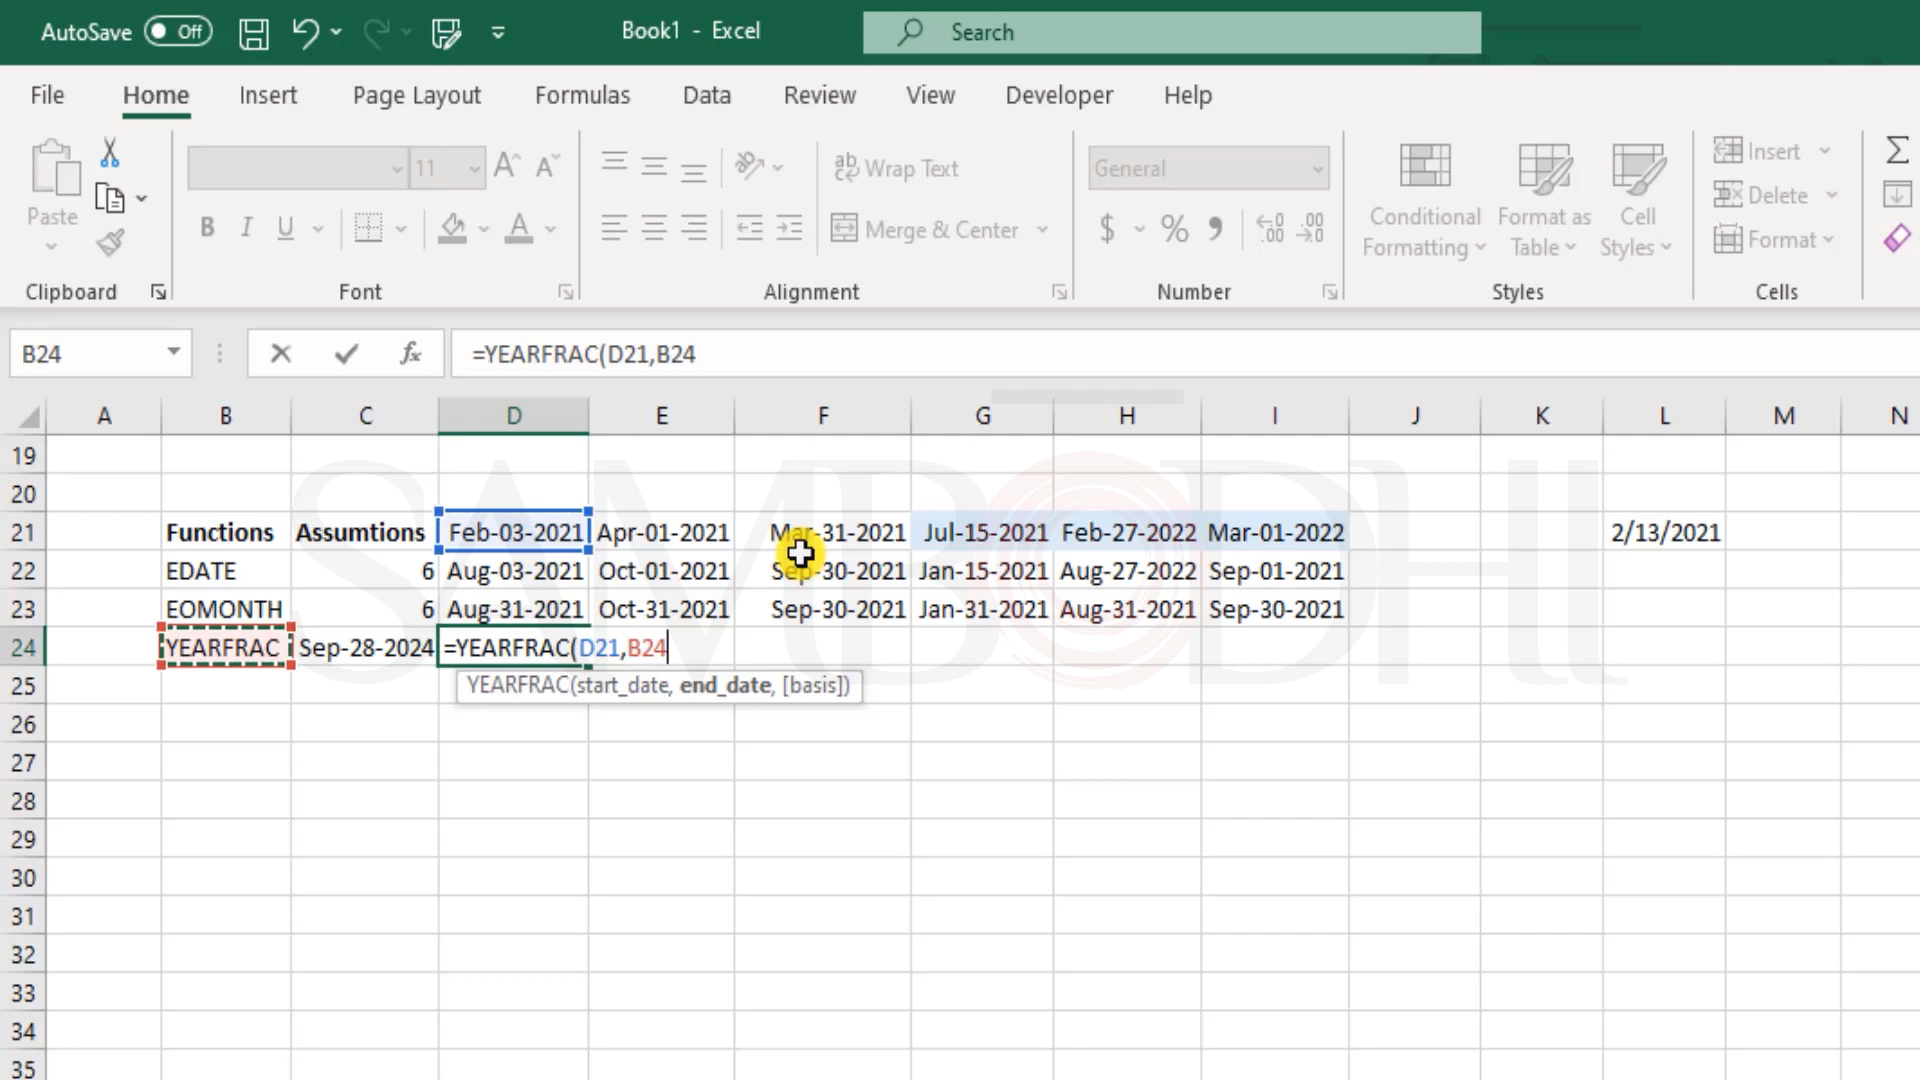 AutoSave Off Book1 - Excel Search
File Home Insert Page Layout Formulas Data Review View Developer Help
Paste
11
B I U
ab Wrap Text
Merge & Center
General
$ % ,
.00 .00
Conditional Formatting
Format as Table
Cell Styles
Insert
Delete
Format
Clipboard Font Alignment Number Styles Cells
B24 fx =YEARFRAC(D21,B24
A B C D E F G H I J K L M N
19
20
21 Functions Assumtions Feb-03-2021 Apr-01-2021 Mar-31-2021 Jul-15-2021 Feb-27-2022 Mar-01-2022 2/13/2021
22 EDATE 6 Aug-03-2021 Oct-01-2021 Sep-30-2021 Jan-15-2021 Aug-27-2022 Sep-01-2021
23 EOMONTH 6 Aug-31-2021 Oct-31-2021 Sep-30-2021 Jan-31-2021 Aug-31-2021 Sep-30-2021
24 YEARFRAC Sep-28-2024 =YEARFRAC(D21,B24
25 YEARFRAC(start_date, end_date, [basis])
26
27
28
29
30
31
32
33
34
35
SAMBODHI